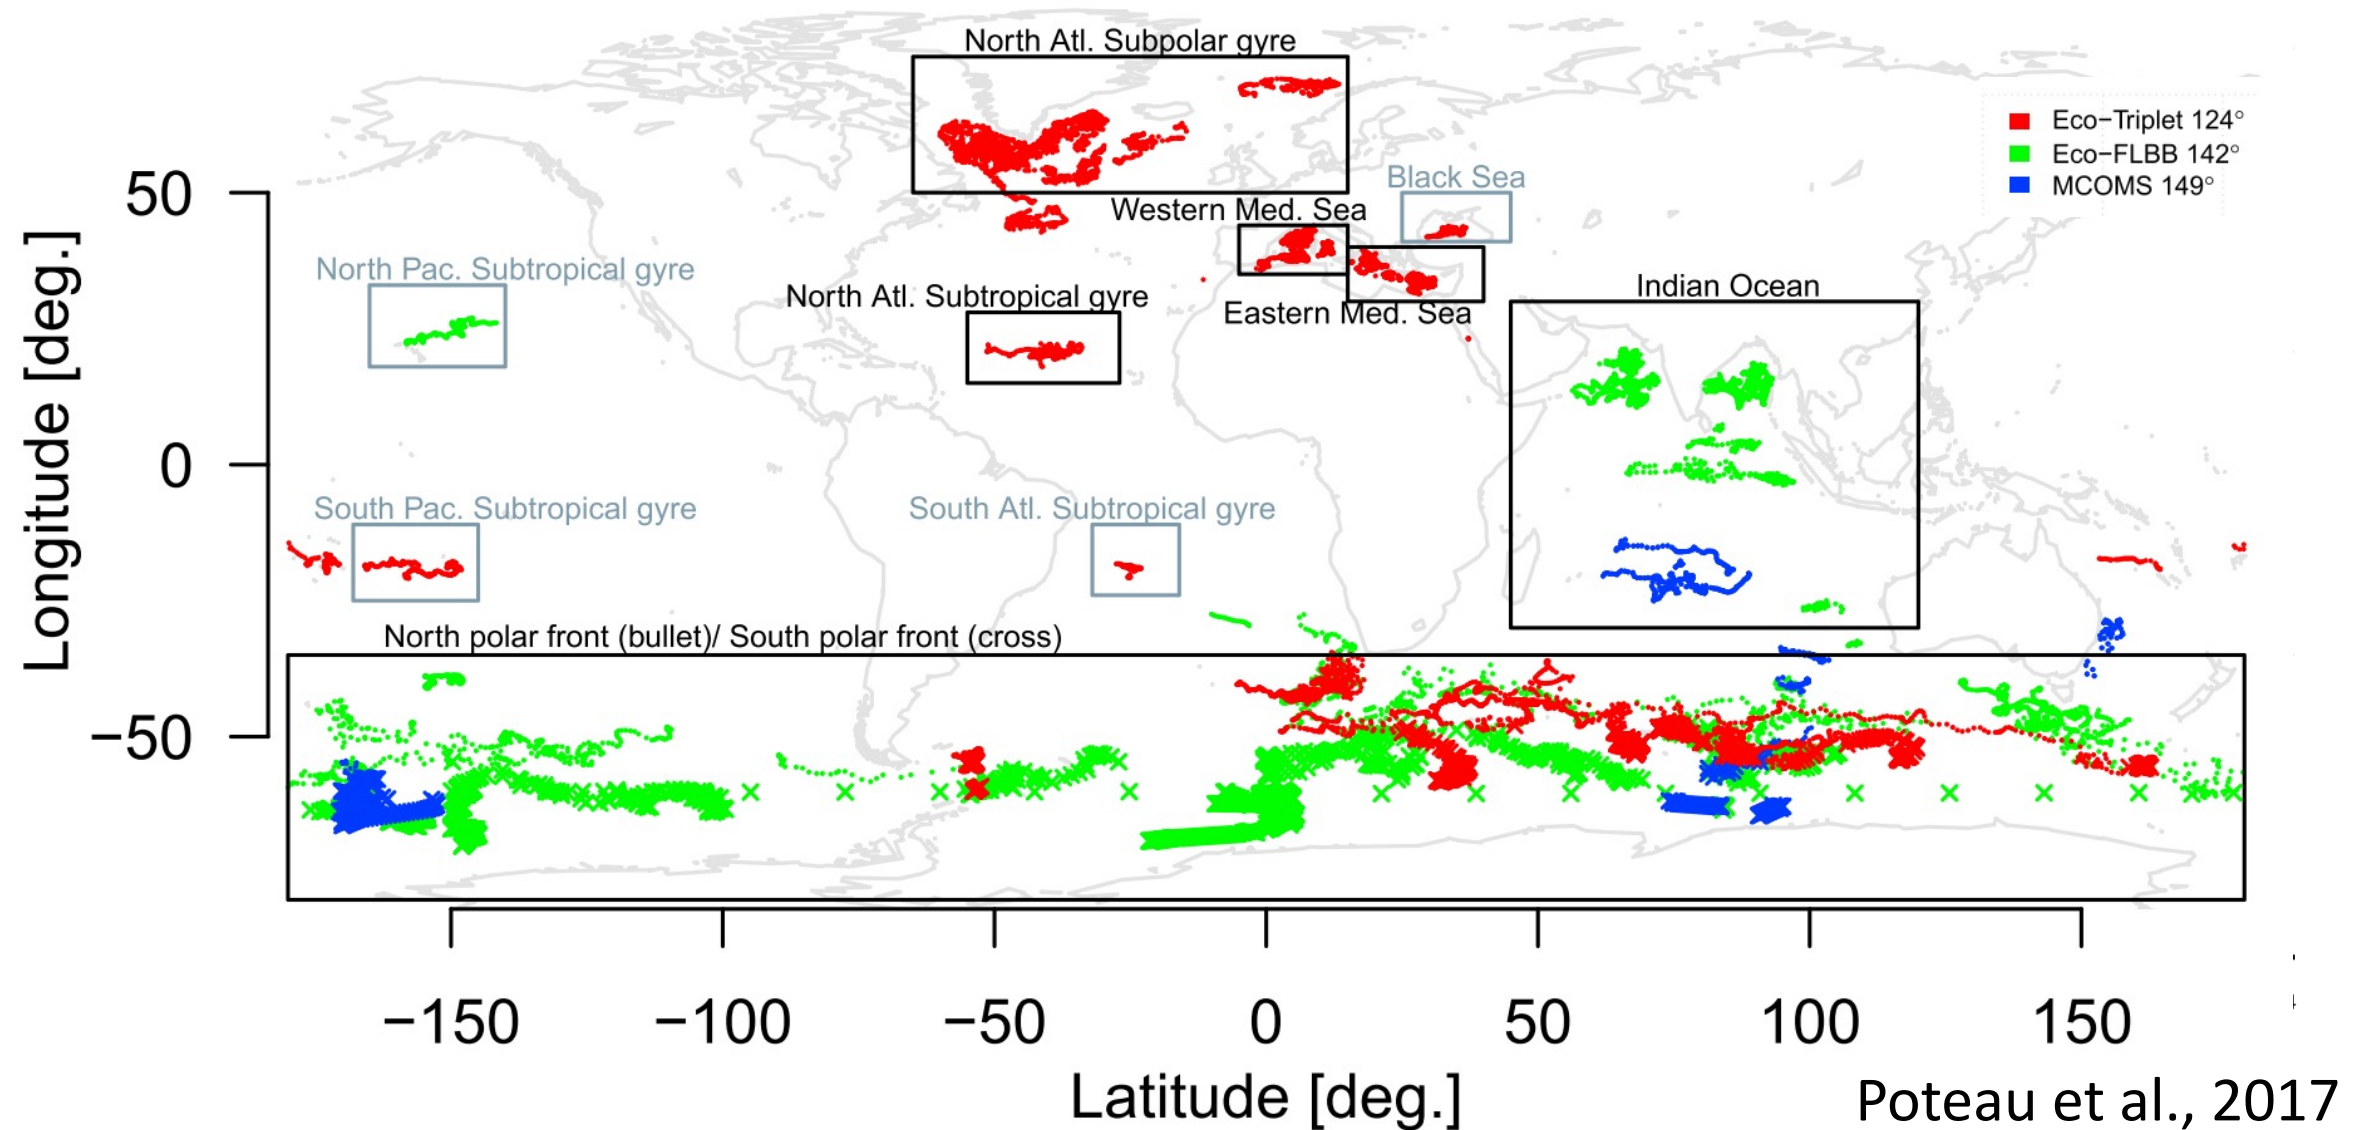 North Atl. Subpolar gyre
Eco-Triplet 124°
Eco-FLBB 142°
MCOMS 149°
Black Sea
50
Western Med. Sea
North Pac. Subtropical gyre
North Atl. Subtropical gyre
Indian Ocean
Eastern Med. Sea
Longitude [deg.]
0
South Pac. Subtropical gyre
South Atl. Subtropical gyre
North polar front (bullet)/ South polar front (cross)
−50
−150
−100
−50
0
50
100
150
Latitude [deg.]
Poteau et al., 2017